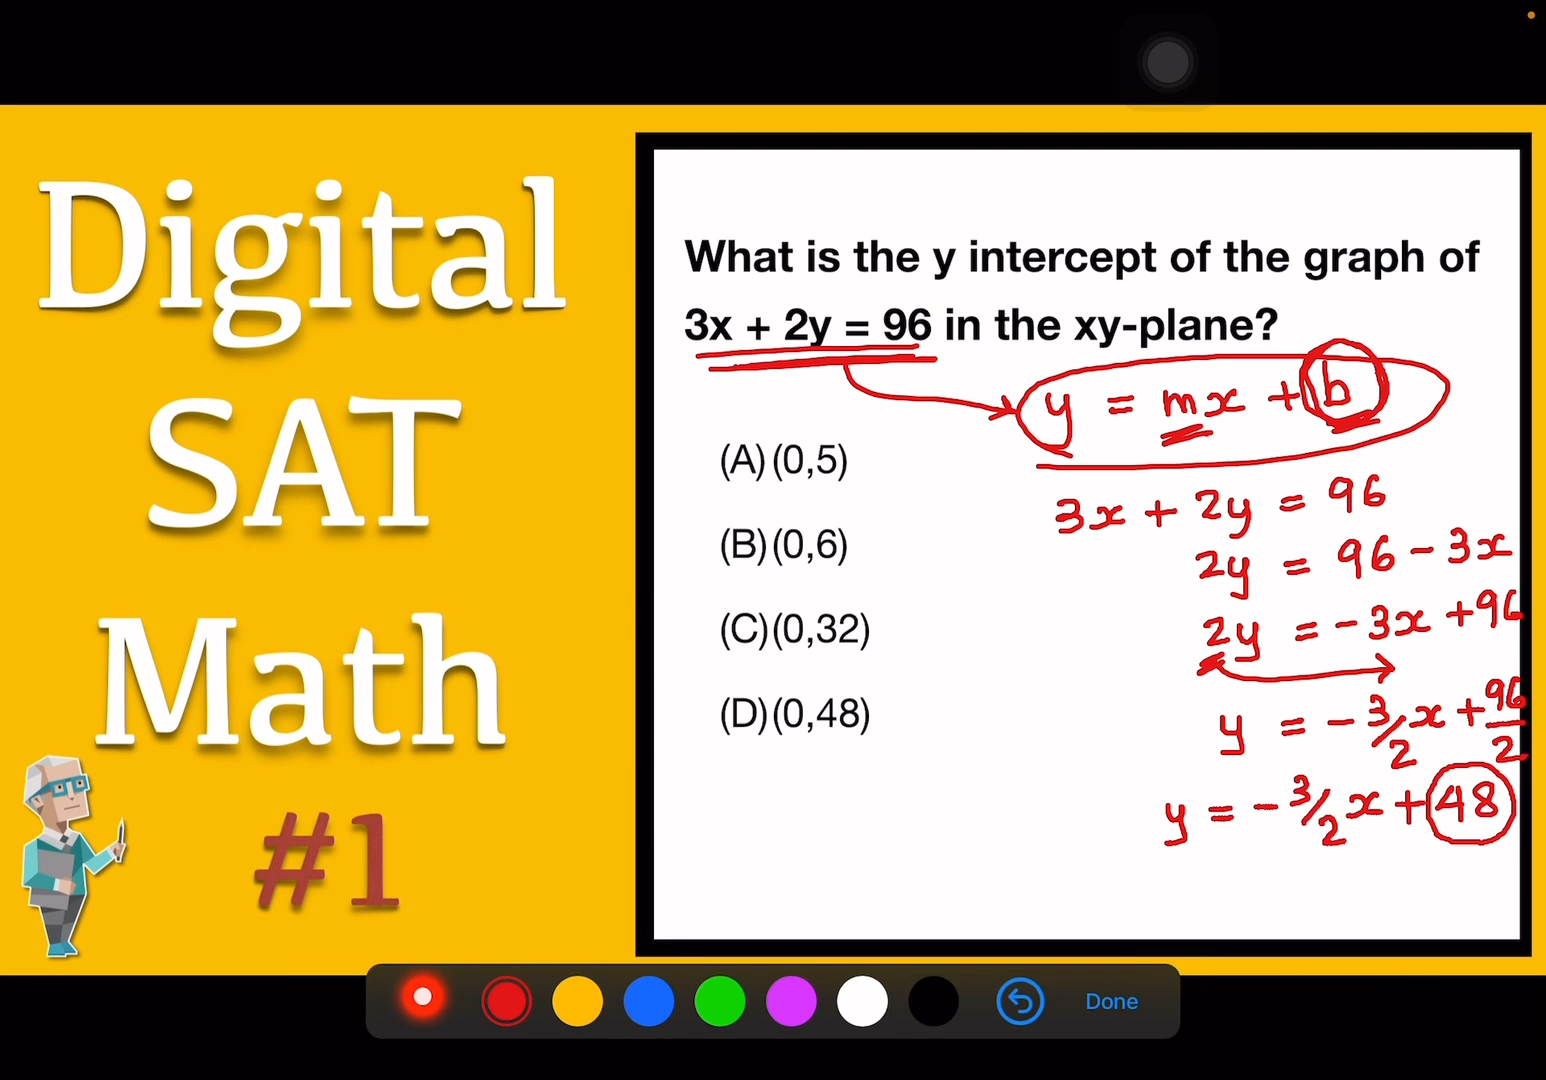 Digital
SAT
Math
#1
What is the y intercept of the graph of
3x + 2y = 96 in the xy-plane?
y = mx + b
(A) (0,5)
3x + 2y = 96
(B) (0,6)
2y = 96 - 3x
(C) (0,32)
2y = -3x + 96
(D) (0,48)
y = -3/2x + 96/2
y = -3/2x + 48
Done